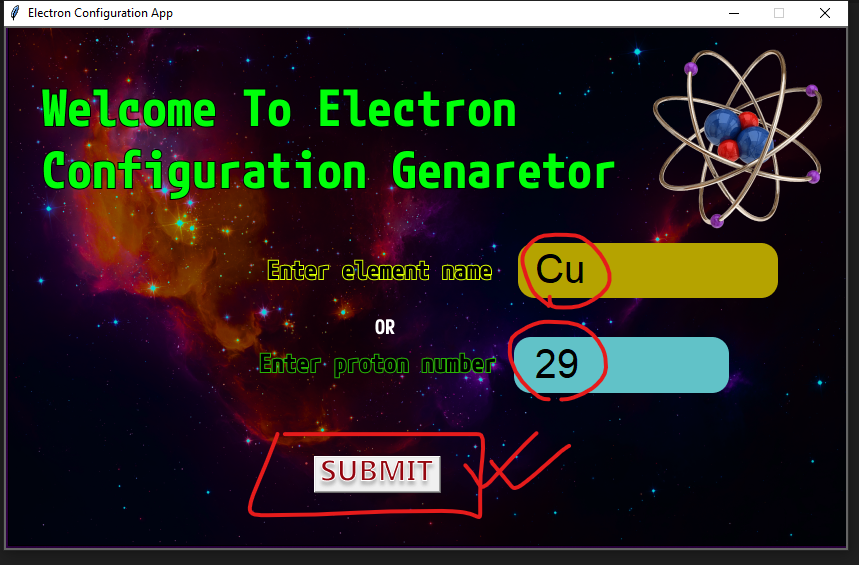 Electron Configuration App
Welcome To Electron
Configuration Genaretor
Enter element name
Cu
OR
Enter proton number
29
SUBMIT